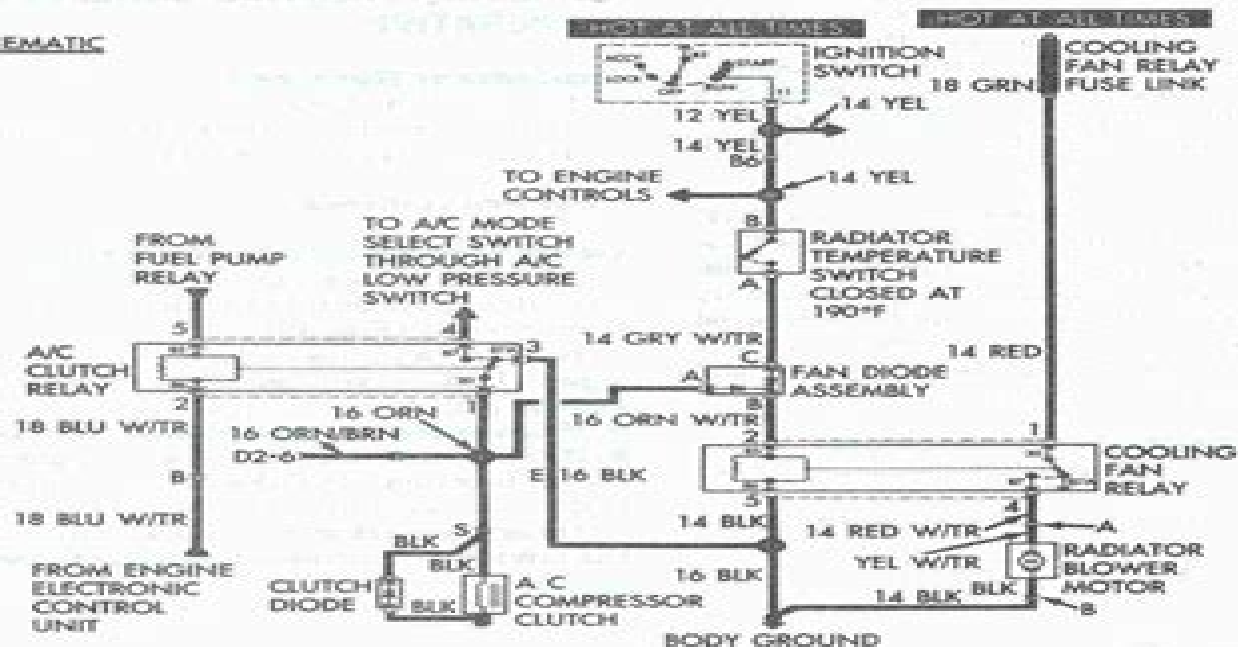 HOT AT ALL TIMES
HOT AT ALL TIMES
EMATIC
ACCY
LOCK
OFF
RUN
START
11
IGNITION
SWITCH
COOLING
FAN RELAY
FUSE LINK
18 GRN
12 YEL
14 YEL
14 YEL
B6
TO ENGINE
CONTROLS
14 YEL
TO A/C MODE
SELECT SWITCH
THROUGH A/C
LOW PRESSURE
SWITCH
FROM
FUEL PUMP
RELAY
B
RADIATOR
TEMPERATURE
SWITCH
CLOSED AT
190°F
A
5
4
3
14 GRY W/TR
14 RED
A/C
CLUTCH
RELAY
C
A
FAN DIODE
ASSEMBLY
B
2
1
16 ORN
16 ORN W/TR
18 BLU W/TR
16 ORN/BRN
D2-6
2
1
COOLING
FAN
RELAY
B
E
16 BLK
5
4
18 BLU W/TR
14 BLK
14 RED W/TR
A
S
BLK
BLK
YEL W/TR
RADIATOR
BLOWER
MOTOR
FROM ENGINE
ELECTRONIC
CONTROL
UNIT
CLUTCH
DIODE
BLK
A C
COMPRESSOR
CLUTCH
16 BLK
14 BLK
BLK
B
BODY GROUND